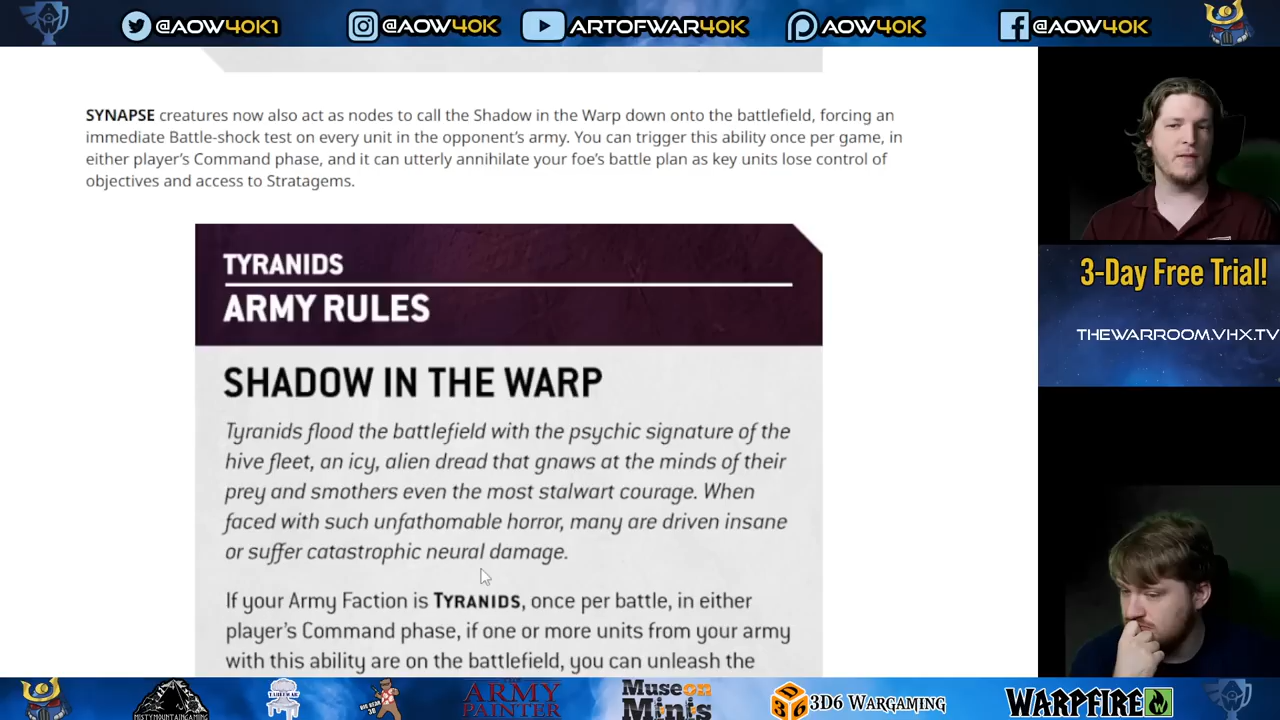 @AOW40K1 @AOW40K ARTOFWAR40K AOW40K @AOW40K
SYNAPSE creatures now also act as nodes to call the Shadow in the Warp down onto the battlefield, forcing an
immediate Battle-shock test on every unit in the opponent's army. You can trigger this ability once per game, in
either player's Command phase, and it can utterly annihilate your foe's battle plan as key units lose control of
objectives and access to Stratagems.
TYRANIDS
ARMY RULES
SHADOW IN THE WARP
Tyranids flood the battlefield with the psychic signature of the
hive fleet, an icy, alien dread that gnaws at the minds of their
prey and smothers even the most stalwart courage. When
faced with such unfathomable horror, many are driven insane
or suffer catastrophic neural damage.
If your Army Faction is TYRANIDS, once per battle, in either
player's Command phase, if one or more units from your army
with this ability are on the battlefield, you can unleash the
3-Day Free Trial!
THEWARROOM.VHX.TV
MISTYMOUNTAINGAMING
THE ARMY PAINTER
MUSE ON MINIS
3D6 WARGAMING
WARPFIRE